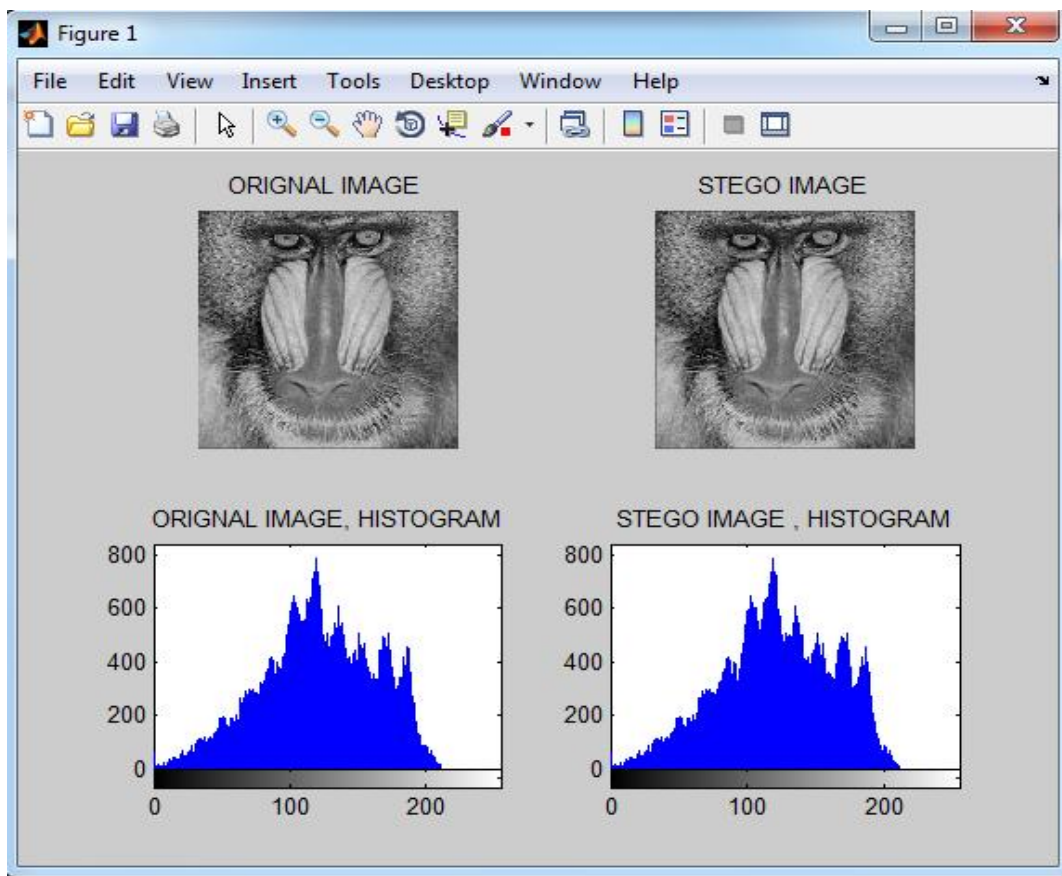 Figure 1
File Edit View Insert Tools Desktop Window Help
ORIGNAL IMAGE
STEGO IMAGE
ORIGNAL IMAGE, HISTOGRAM
800
600
400
200
0
0 100 200
STEGO IMAGE , HISTOGRAM
800
600
400
200
0
0 100 200